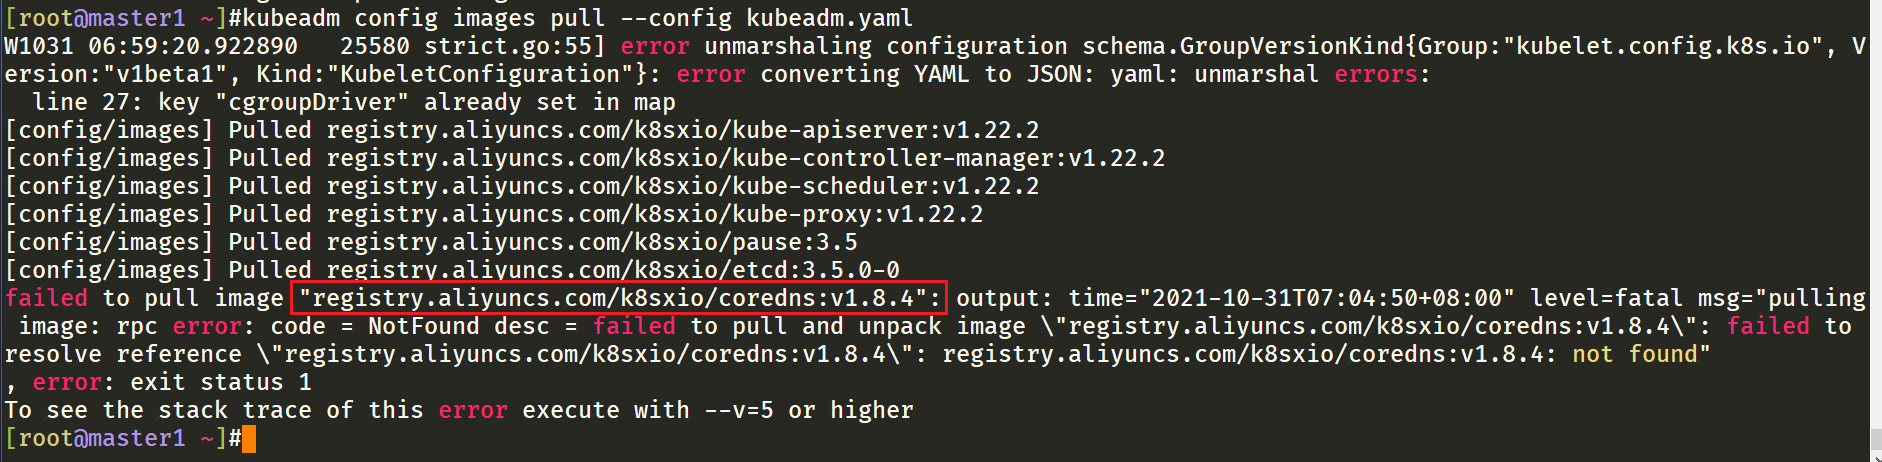 [root@master1 ~]#kubeadm config images pull --config kubeadm.yaml
W1031 06:59:20.922890   25580 strict.go:55] error unmarshaling configuration schema.GroupVersionKind{Group:"kubelet.config.k8s.io", V
ersion:"v1beta1", Kind:"KubeletConfiguration"}: error converting YAML to JSON: yaml: unmarshal errors:
  line 27: key "cgroupDriver" already set in map
[config/images] Pulled registry.aliyuncs.com/k8sxio/kube-apiserver:v1.22.2
[config/images] Pulled registry.aliyuncs.com/k8sxio/kube-controller-manager:v1.22.2
[config/images] Pulled registry.aliyuncs.com/k8sxio/kube-scheduler:v1.22.2
[config/images] Pulled registry.aliyuncs.com/k8sxio/kube-proxy:v1.22.2
[config/images] Pulled registry.aliyuncs.com/k8sxio/pause:3.5
[config/images] Pulled registry.aliyuncs.com/k8sxio/etcd:3.5.0-0
failed to pull image "registry.aliyuncs.com/k8sxio/coredns:v1.8.4": output: time="2021-10-31T07:04:50+08:00" level=fatal msg="pulling
 image: rpc error: code = NotFound desc = failed to pull and unpack image \"registry.aliyuncs.com/k8sxio/coredns:v1.8.4\": failed to
resolve reference \"registry.aliyuncs.com/k8sxio/coredns:v1.8.4\": registry.aliyuncs.com/k8sxio/coredns:v1.8.4: not found"
, error: exit status 1
To see the stack trace of this error execute with --v=5 or higher
[root@master1 ~]#